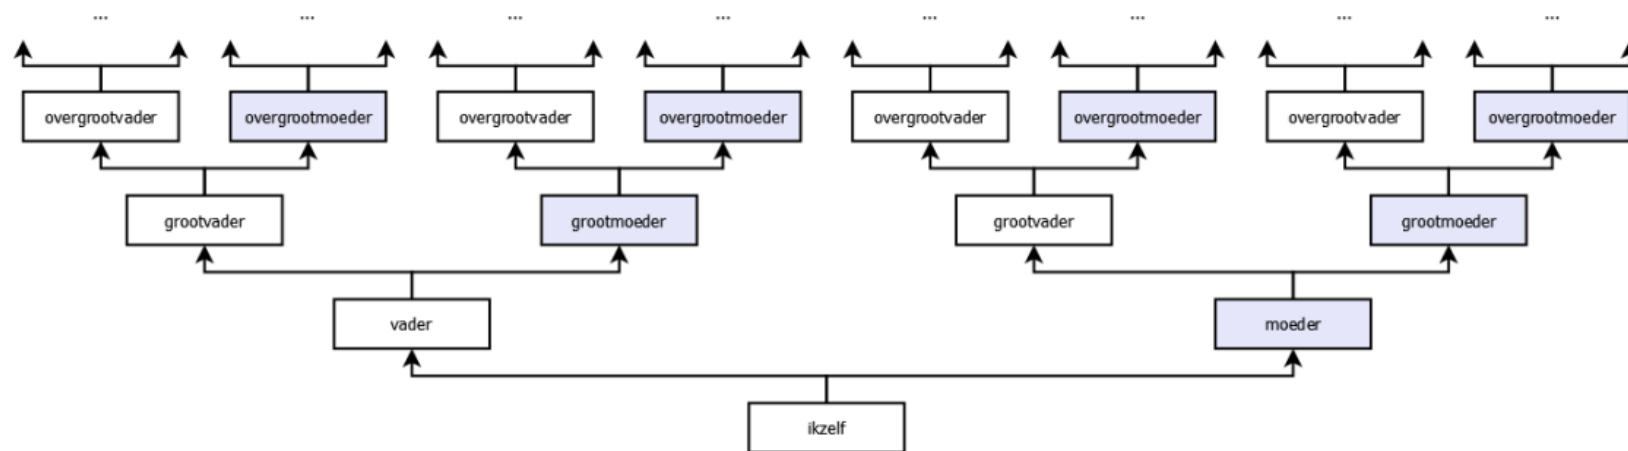 ... ... ... ... ... ... ... ...
overgrootvader overgrootmoeder overgrootvader overgrootmoeder overgrootvader overgrootmoeder overgrootvader overgrootmoeder
grootvader grootmoeder grootvader grootmoeder
vader moeder
ikzelf